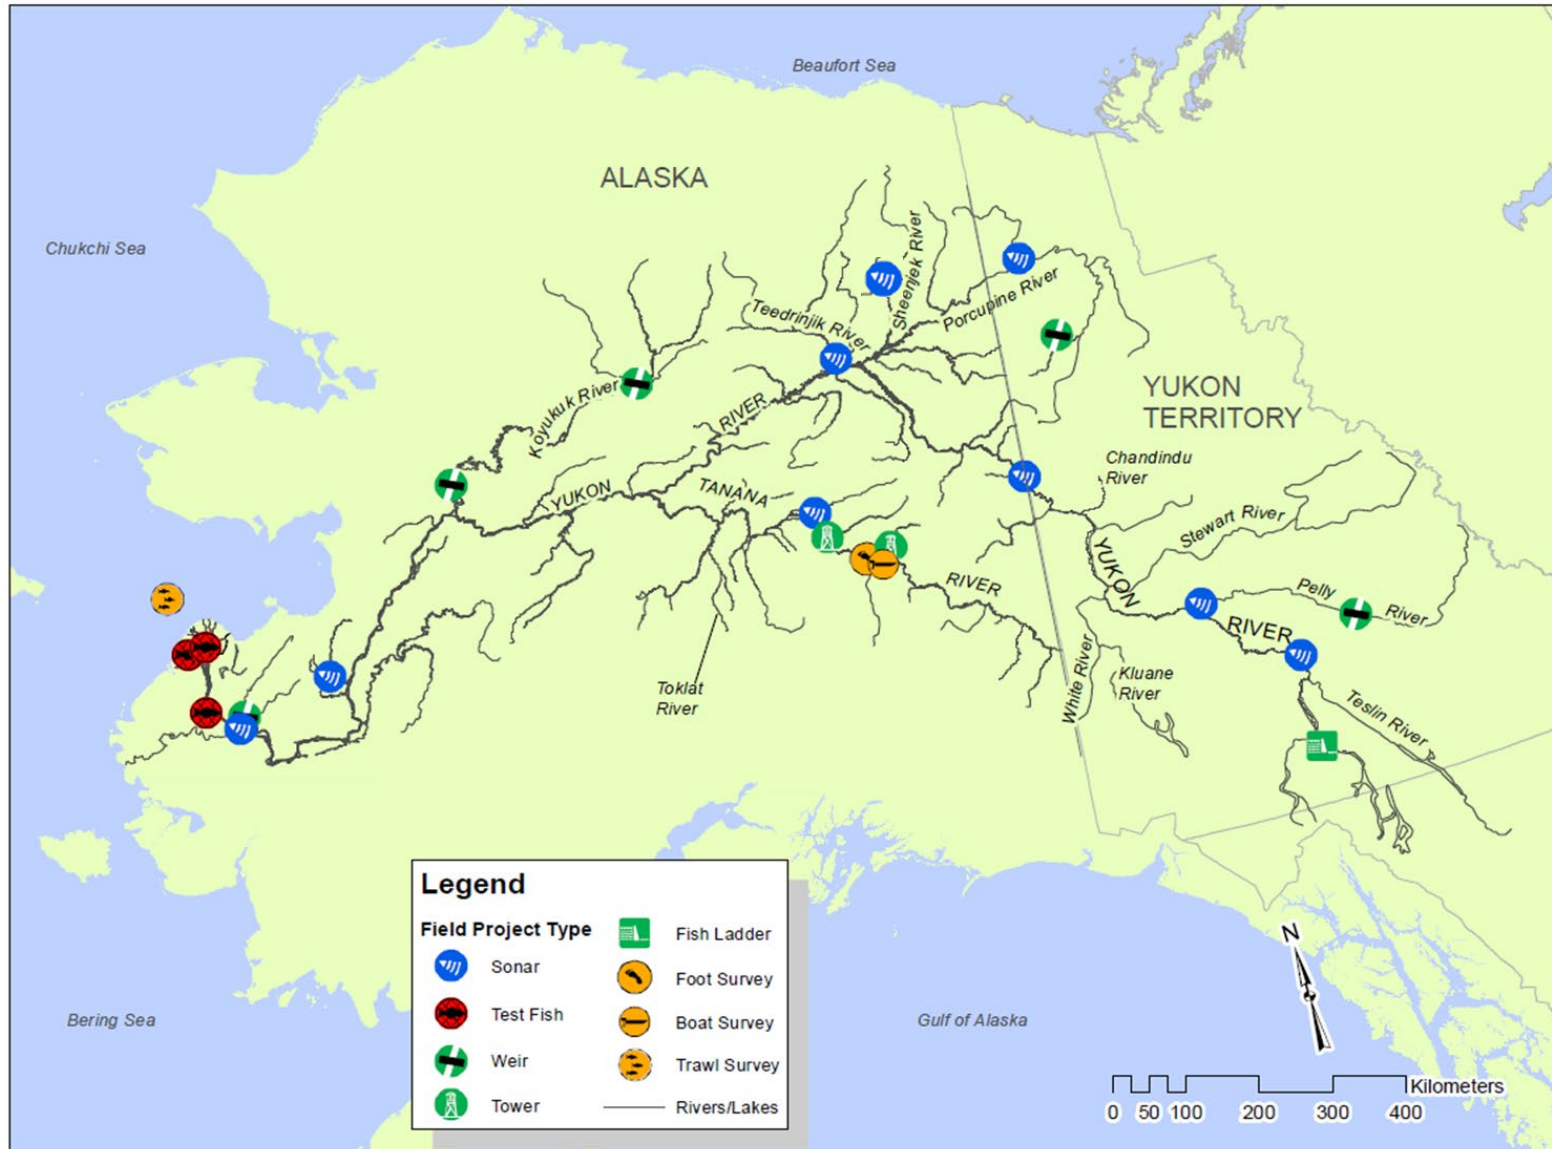 Beaufort Sea
ALASKA
Chukchi Sea
Sheenjek River
Teedrinjik River
Porcupine River
Koyukuk River
RIVER
YUKON
TERRITORY
YUKON
TANANA
Chandindu
River
Stewart River
YUKON
RIVER
Pelly
River
RIVER
White River
Kluane
River
Toklat
River
Teslin River
Legend
Field Project Type
Sonar
Test Fish
Weir
Tower
Fish Ladder
Foot Survey
Boat Survey
Trawl Survey
Rivers/Lakes
Bering Sea
Gulf of Alaska
N
Kilometers
0 50 100 200 300 400